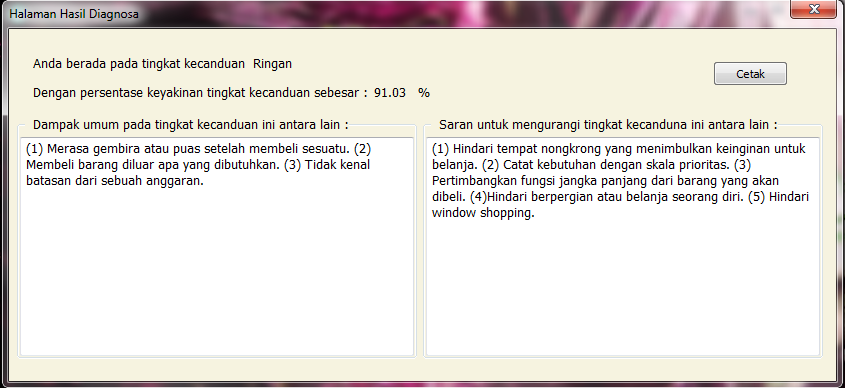 Halaman Hasil Diagnosa
Anda berada pada tingkat kecanduan Ringan
Cetak
Dengan persentase keyakinan tingkat kecanduan sebesar : 91.03 %
Dampak umum pada tingkat kecanduan ini antara lain :
(1) Merasa gembira atau puas setelah membeli sesuatu. (2)
Membeli barang diluar apa yang dibutuhkan. (3) Tidak kenal
batasan dari sebuah anggaran.
Saran untuk mengurangi tingkat kecanduna ini antara lain :
(1) Hindari tempat nongkrong yang menimbulkan keinginan untuk
belanja. (2) Catat kebutuhan dengan skala prioritas. (3)
Pertimbangkan fungsi jangka panjang dari barang yang akan
dibeli. (4)Hindari berpergian atau belanja seorang diri. (5) Hindari
window shopping.